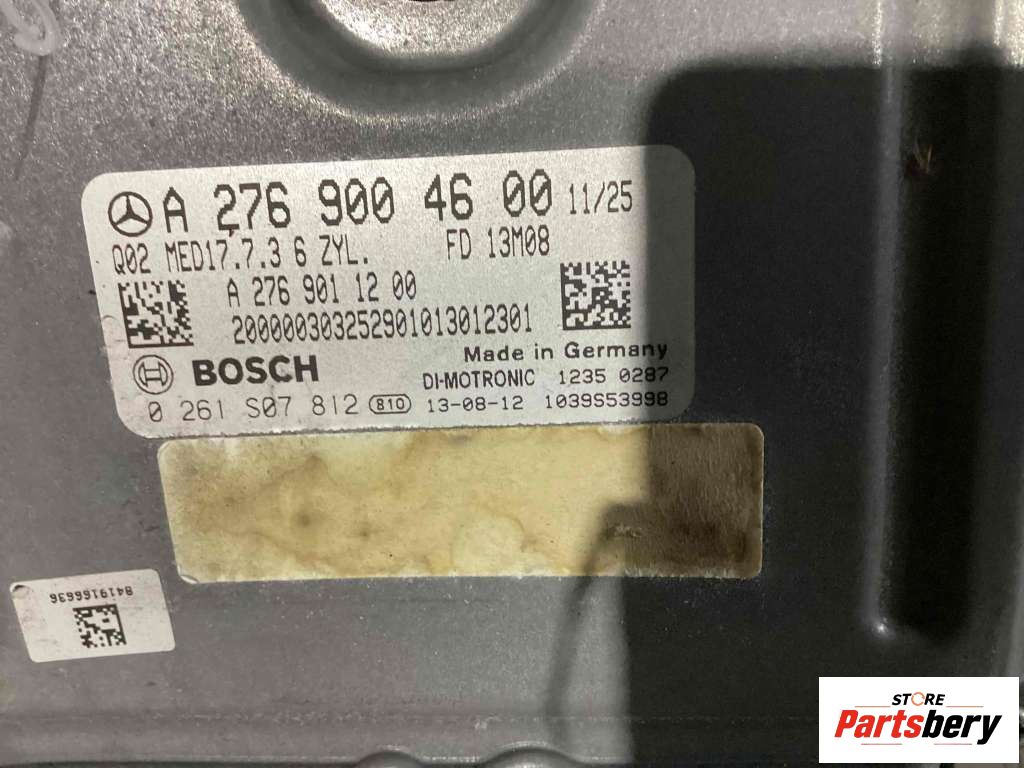 A 276 900 46 00 11/25
Q02 MED17.7.3 6 ZYL. FD 13M08
A 276 901 12 00
200000303252901013012301
Made in Germany
BOSCH DI-MOTRONIC 1235 0287
0 261 S07 812 810 13-08-12 1039S53998
8419166636
STORE
Partsbery